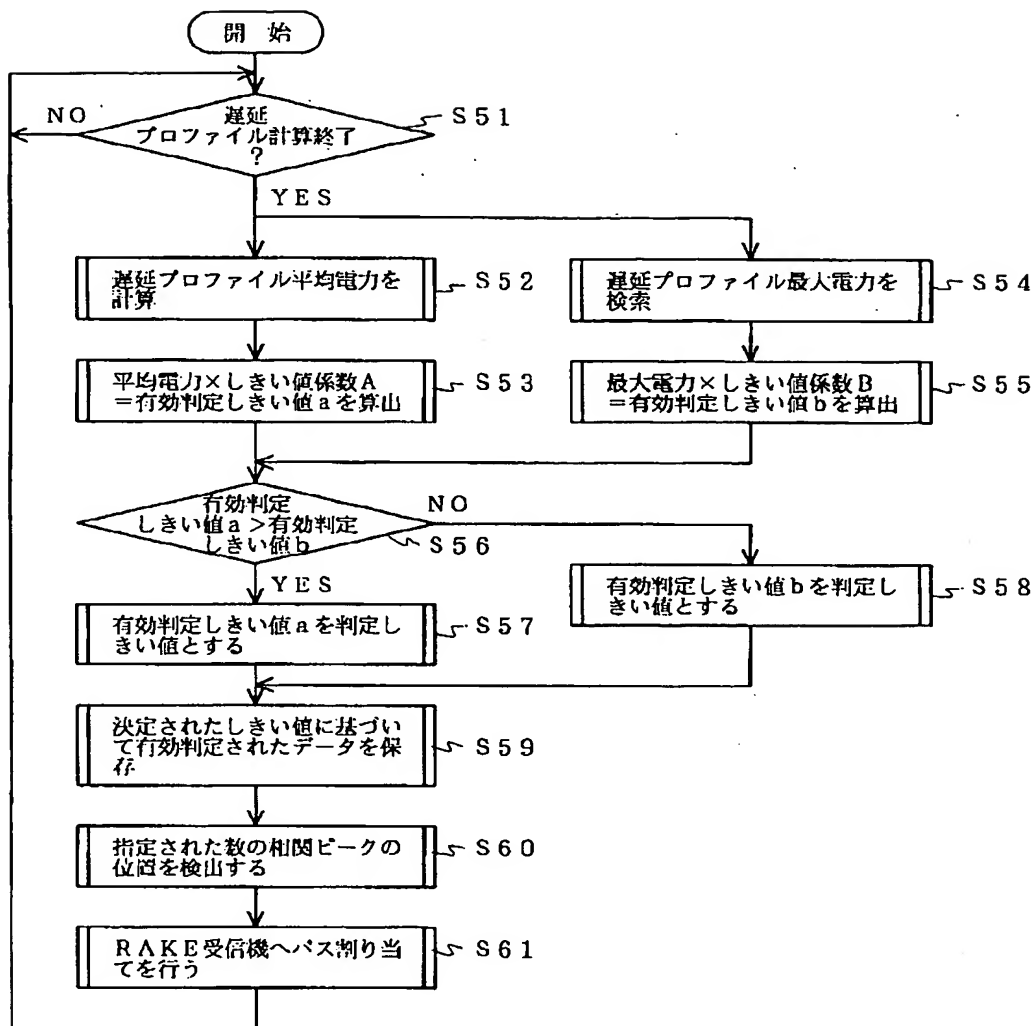 開始
NO
遅延
プロファイル計算終了
?
S51
YES
遅延プロファイル平均電力を
計算
S52
遅延プロファイル最大電力を
検索
S54
平均電力×しきい値係数A
=有効判定しきい値aを算出
S53
最大電力×しきい値係数B
=有効判定しきい値bを算出
S55
有効判定
しきい値a>有効判定
しきい値b
NO
S56
YES
有効判定しきい値bを判定し
きい値とする
S58
有効判定しきい値aを判定し
きい値とする
S57
決定されたしきい値に基づい
て有効判定されたデータを保
存
S59
指定された数の相関ピークの
位置を検出する
S60
RAKE受信機へパス割り当
てを行う
S61